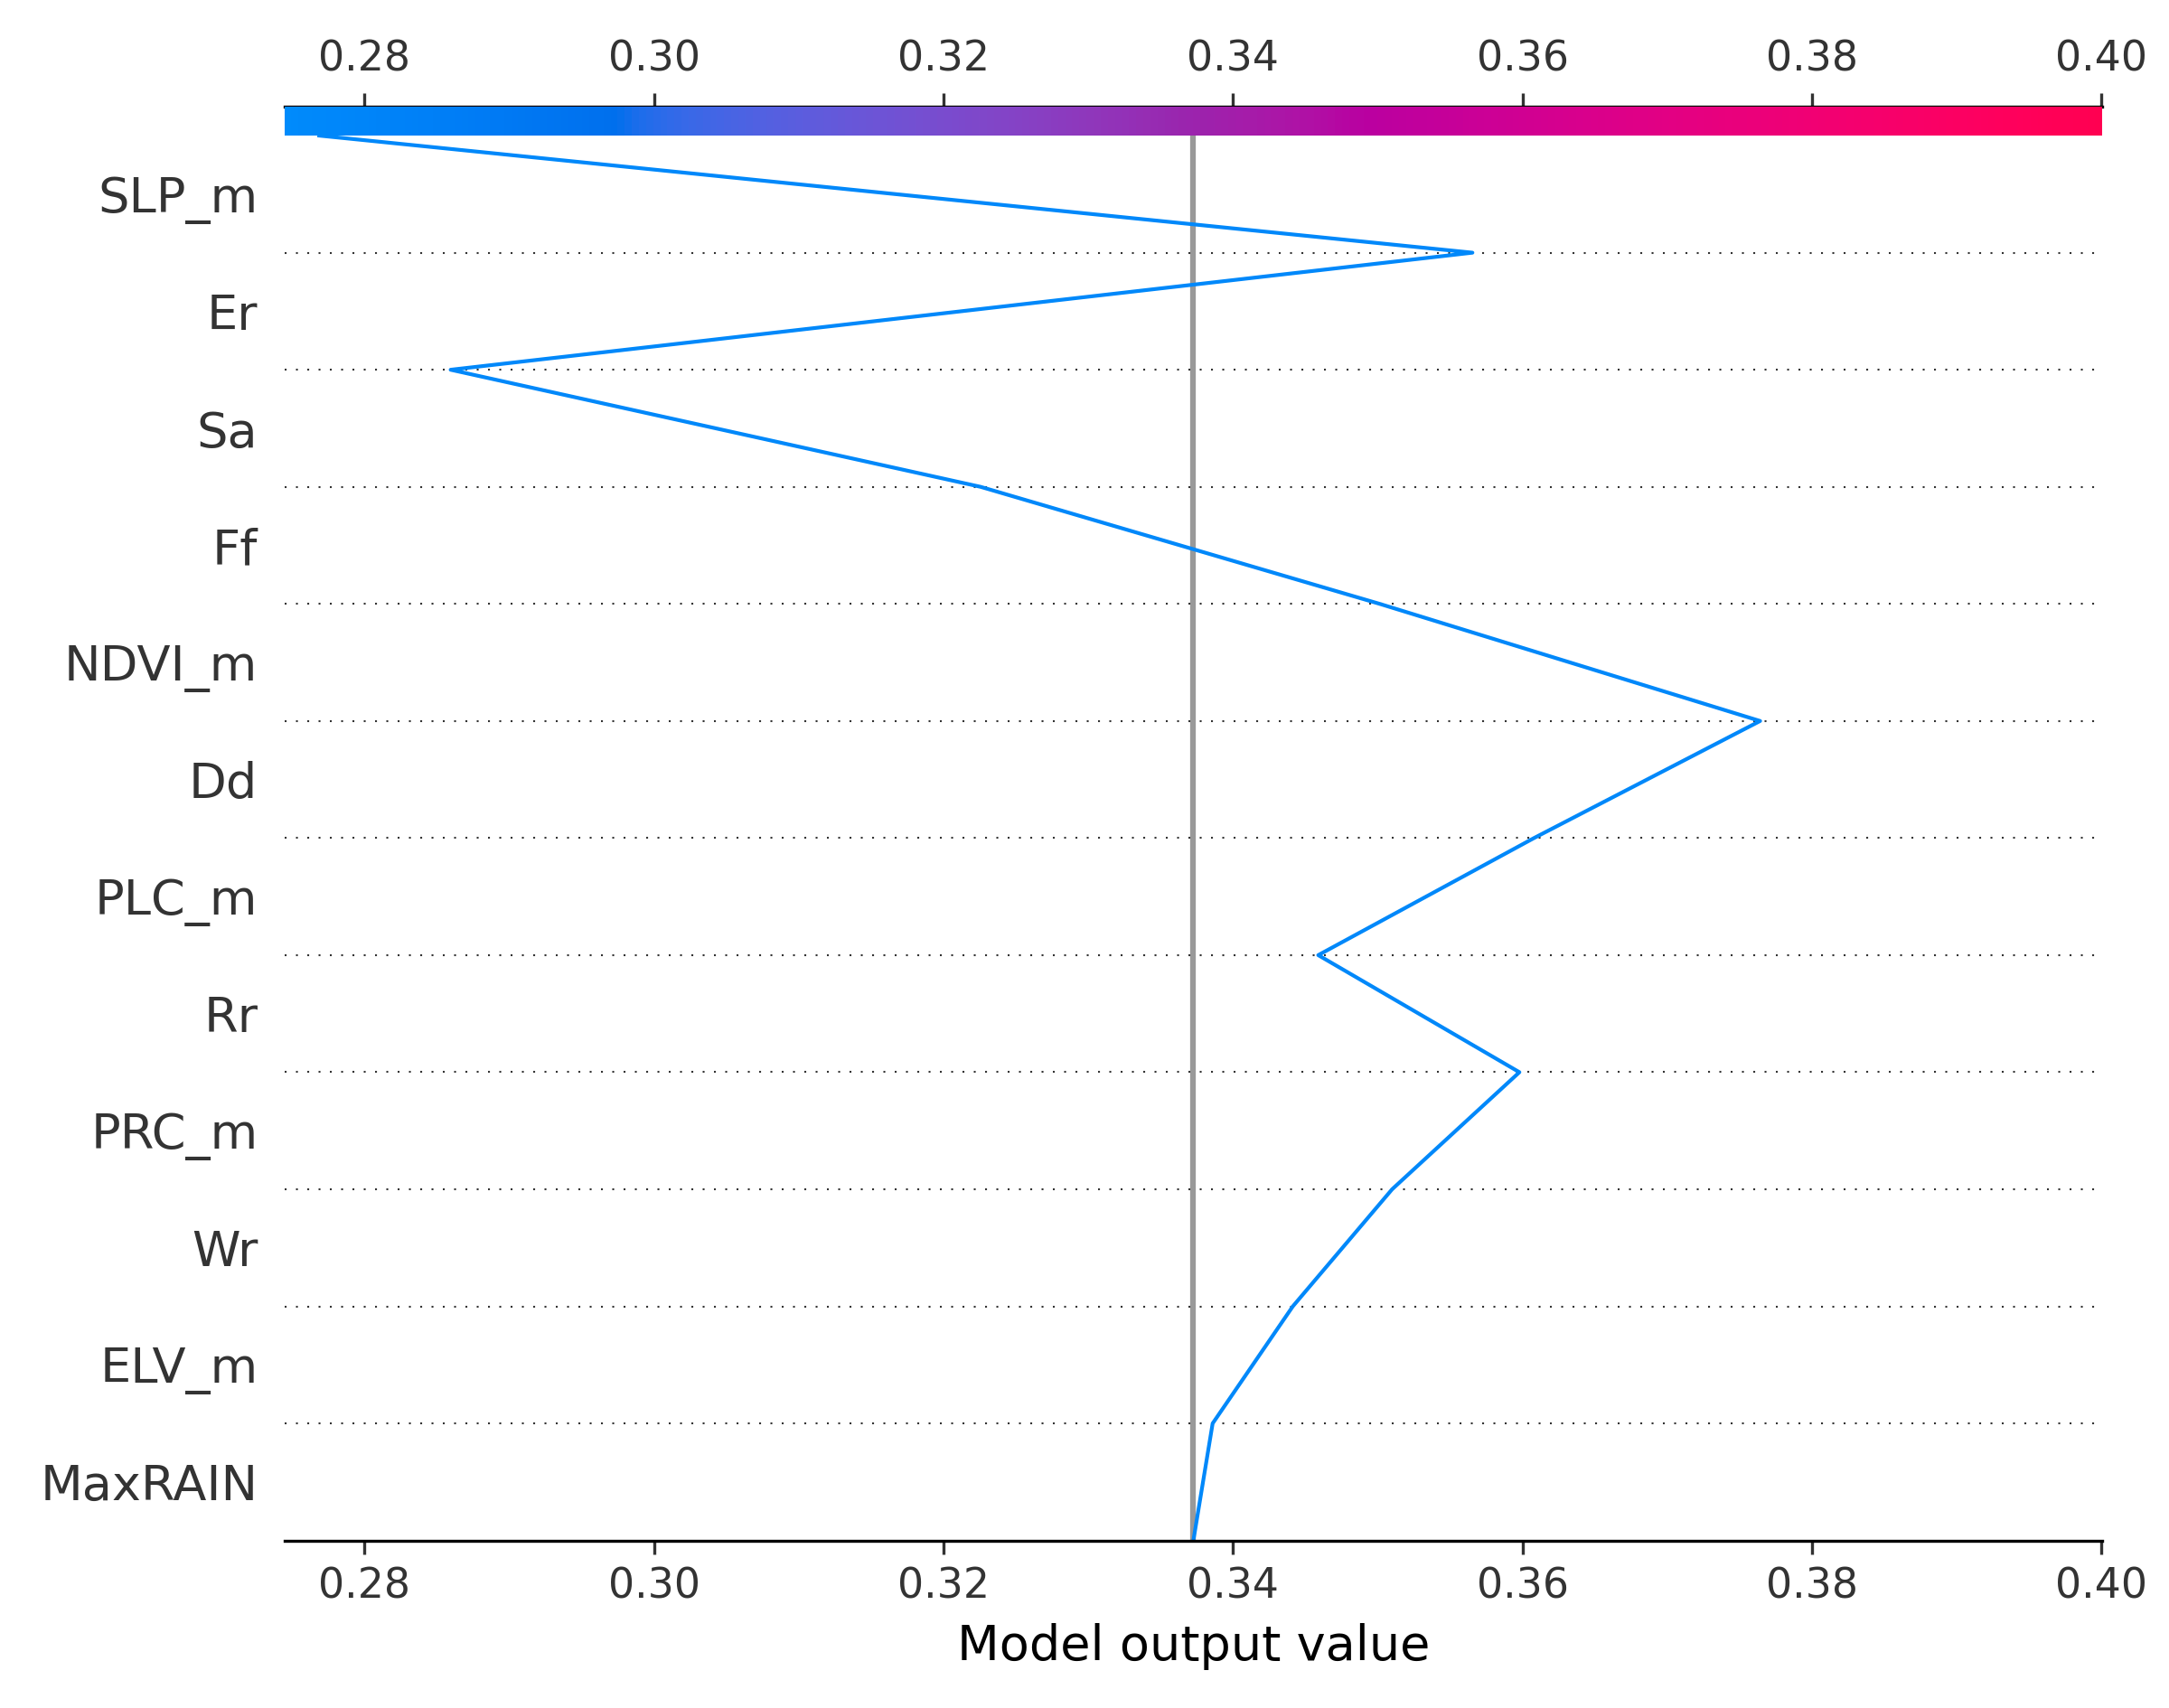 0.28 0.30 0.32 0.34 0.36 0.38 0.40
SLP_m
Er
Sa
Ff
NDVI_m
Dd
PLC_m
Rr
PRC_m
Wr
ELV_m
MaxRAIN
0.28 0.30 0.32 0.34 0.36 0.38 0.40
Model output value